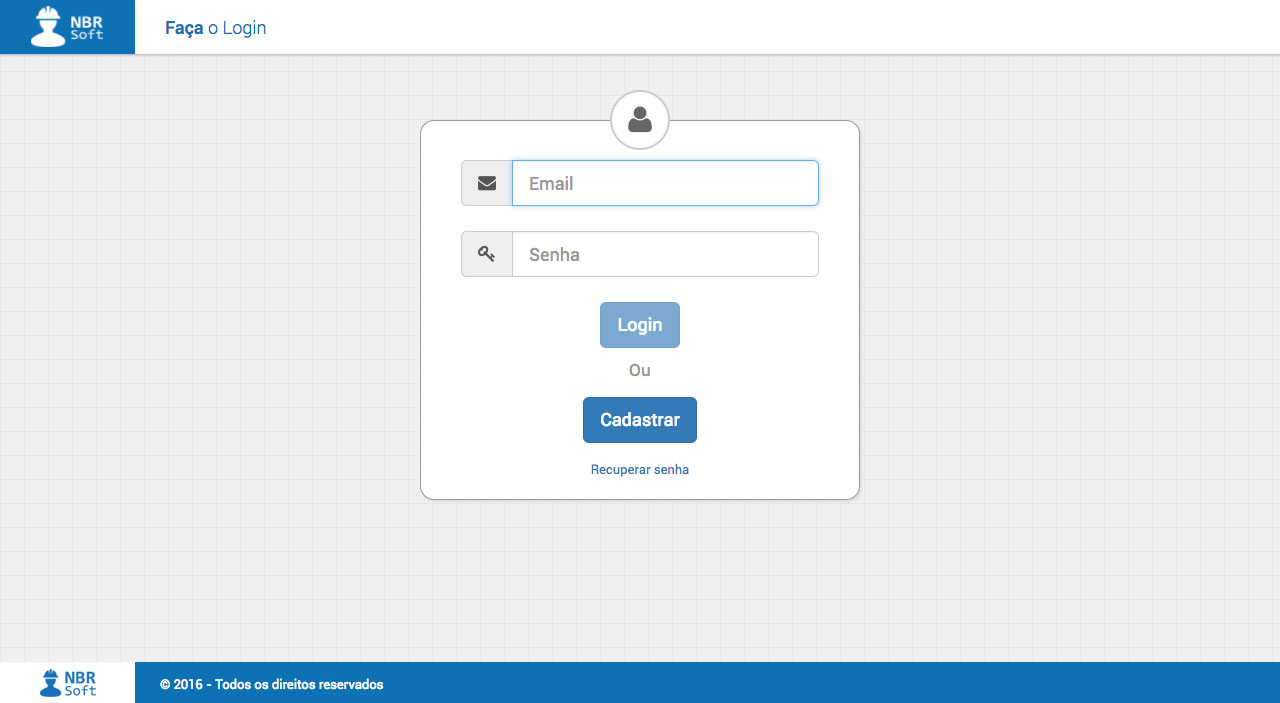 NBR
Soft
Faça o Login
Email
Senha
Login
Ou
Cadastrar
Recuperar senha
NBR
Soft
© 2016 - Todos os direitos reservados